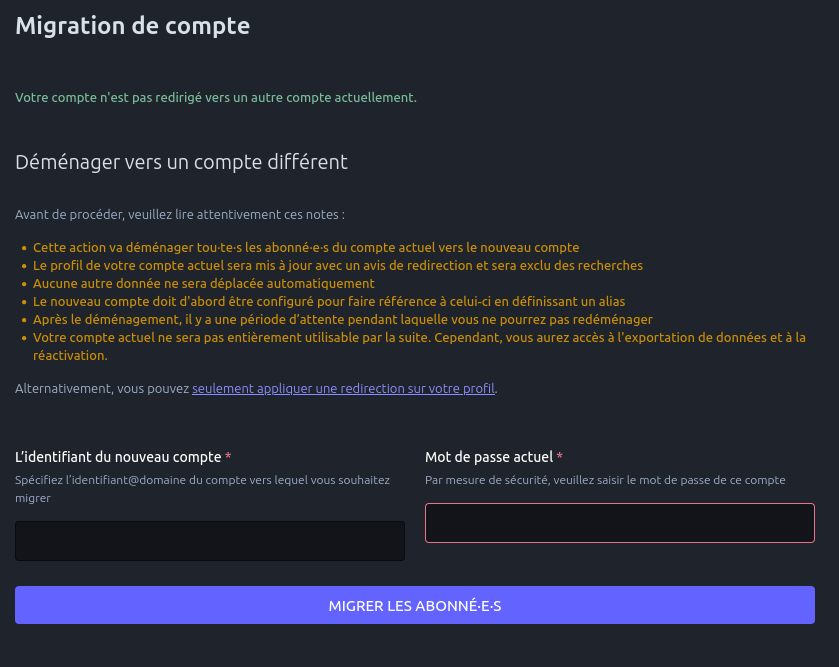 Migration de compte
Votre compte n'est pas redirigé vers un autre compte actuellement.
Déménager vers un compte différent
Avant de procéder, veuillez lire attentivement ces notes :
• Cette action va déménager tou·te·s les abonné·e·s du compte actuel vers le nouveau compte
• Le profil de votre compte actuel sera mis à jour avec un avis de redirection et sera exclu des recherches
• Aucune autre donnée ne sera déplacée automatiquement
• Le nouveau compte doit d'abord être configuré pour faire référence à celui-ci en définissant un alias
• Après le déménagement, il y a une période d’attente pendant laquelle vous ne pourrez pas redéménager
• Votre compte actuel ne sera pas entièrement utilisable par la suite. Cependant, vous aurez accès à l'exportation de données et à la
réactivation.
Alternativement, vous pouvez seulement appliquer une redirection sur votre profil.
L’identifiant du nouveau compte *
Spécifiez l’identifiant@domaine du compte vers lequel vous souhaitez
migrer
Mot de passe actuel *
Par mesure de sécurité, veuillez saisir le mot de passe de ce compte
MIGRER LES ABONNÉ·E·S